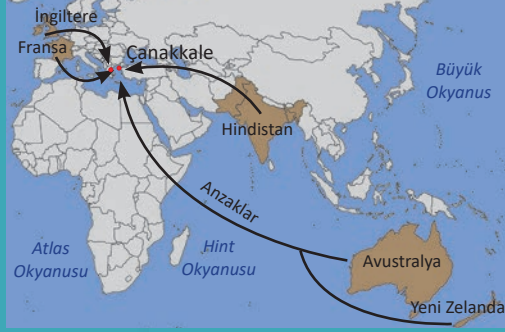 İngiltere
Fransa
Çanakkale
Büyük
Okyanus
Hindistan
Anzaklar
Atlas
Okyanusu
Hint
Okyanusu
Avustralya
Yeni Zelanda